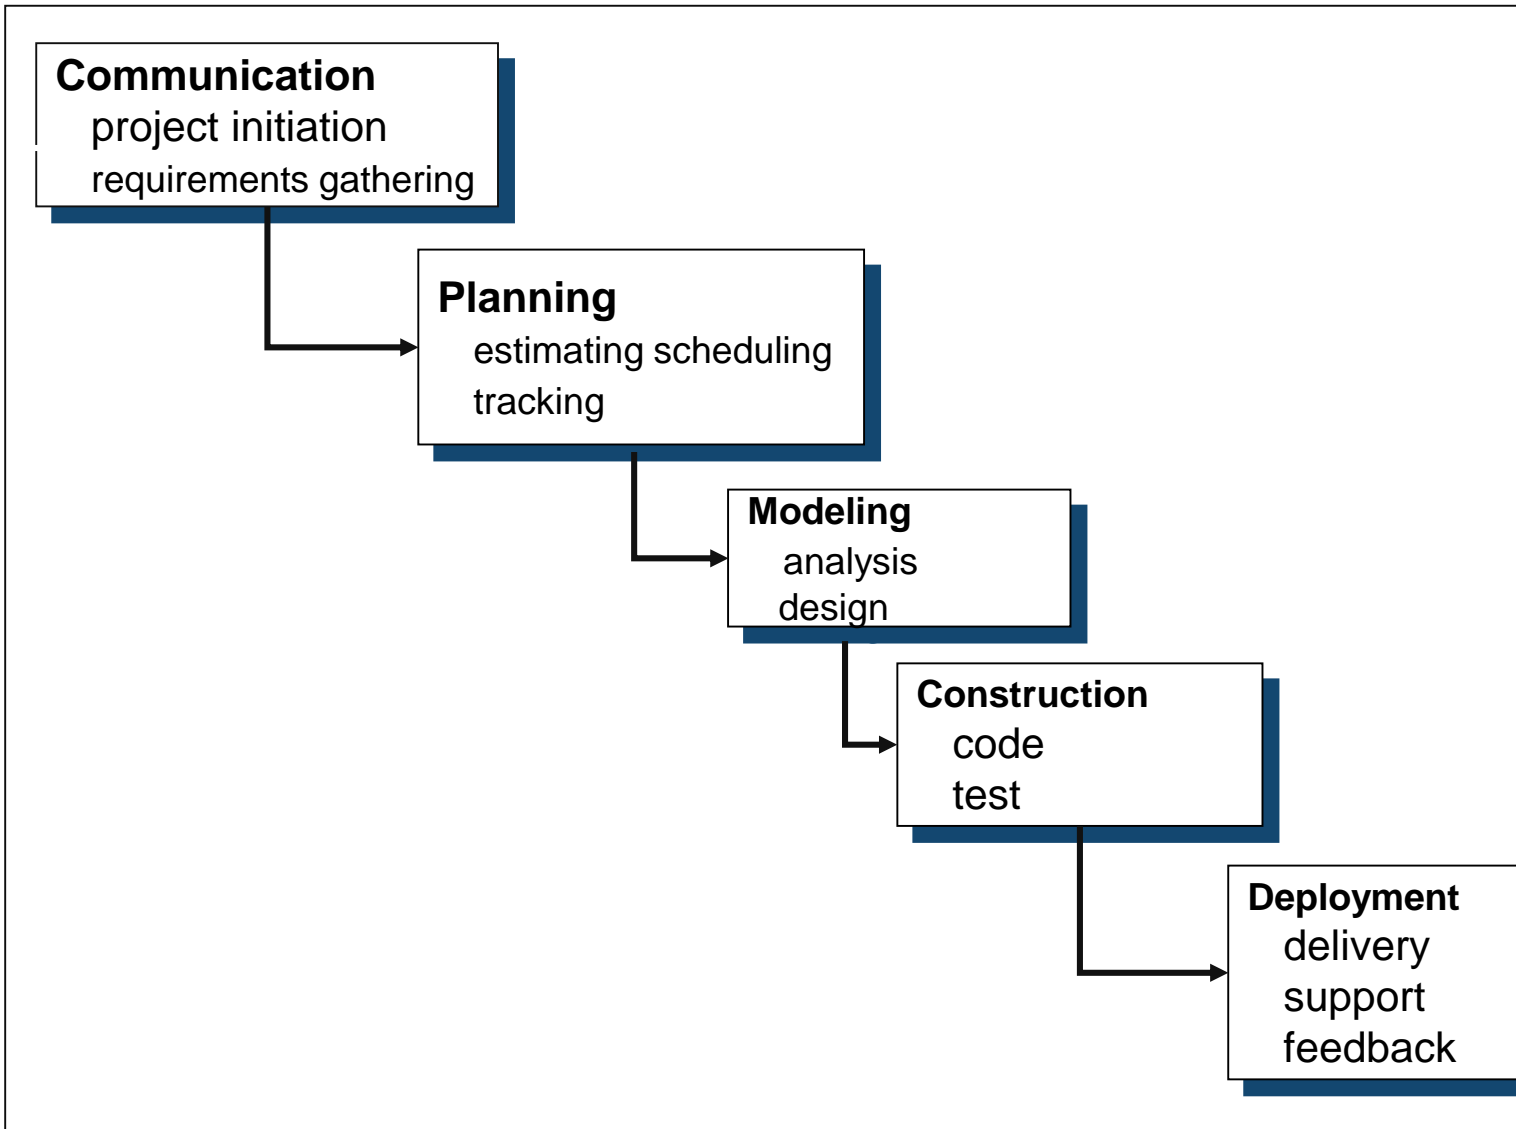 Communication
project initiation
requirements gathering
Planning
estimating scheduling
tracking
Modeling
analysis
design
Construction
code
test
Deployment
delivery
support
feedback